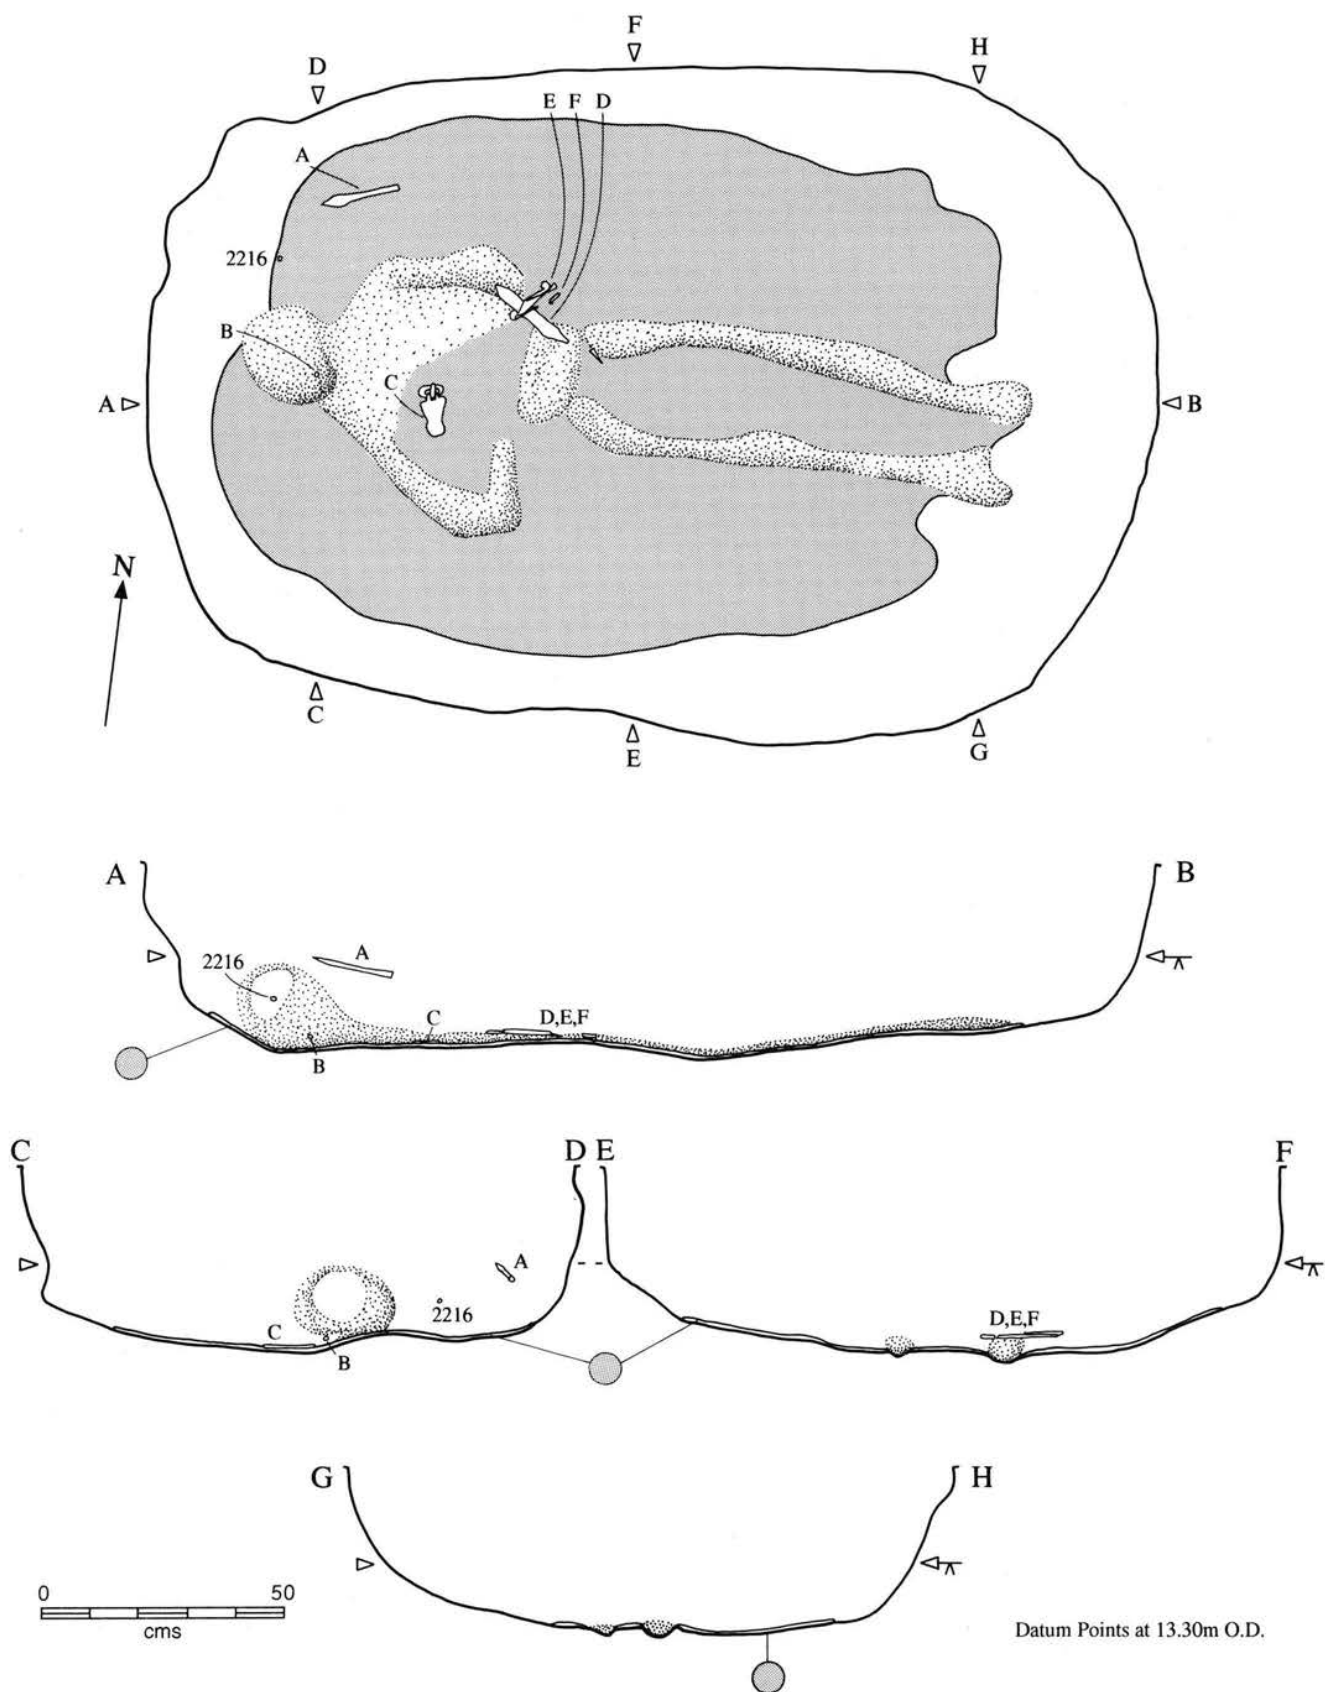 F
D
H
E F D
A
2216
B
C
A
B
N
C
E
G
A
B
2216
A
C
D,E,F
B
C
D
E
F
A
2216
C
B
D,E,F
G
H
0 50
cms
Datum Points at 13.30m O.D.